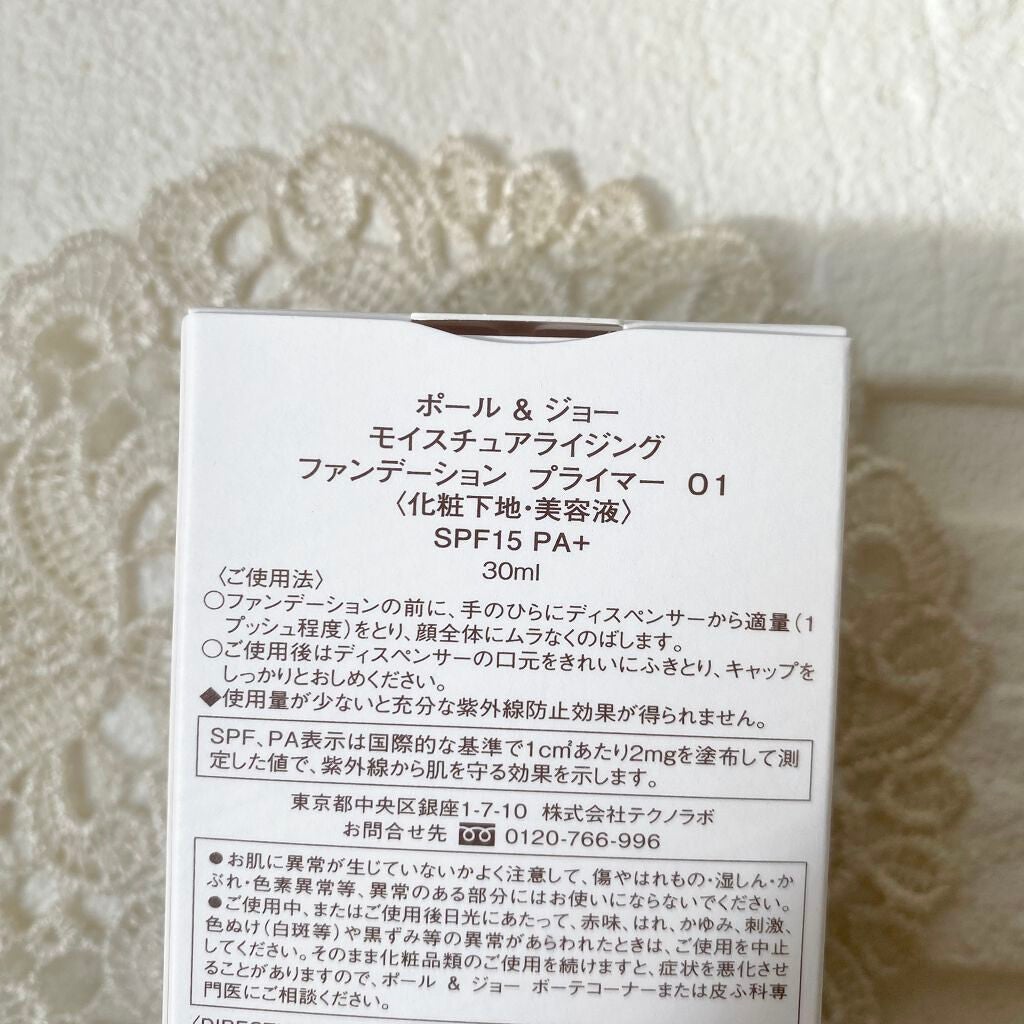 ポール & ジョー
モイスチュアライジング
ファンデーション プライマー 01
〈化粧下地・美容液〉
SPF15 PA+
30ml
〈ご使用法〉
○ファンデーションの前に、手のひらにディスペンサーから適量(1
プッシュ程度)をとり、顔全体にムラなくのばします。
○ご使用後はディスペンサーの口元をきれいにふきとり、キャップを
しっかりとおしめください。
◆使用量が少ないと充分な紫外線防止効果が得られません。
SPF、PA表示は国際的な基準で1c㎡あたり2mgを塗布して測
定した値で、紫外線から肌を守る効果を示します。
東京都中央区銀座1-7-10 株式会社テクノラボ
お問合せ先 0120-766-996
●お肌に異常が生じていないかよく注意して、傷やはれもの・湿しん・か
ぶれ・色素異常等、異常のある部分にはお使いにならないでください。
●ご使用中、またはご使用後日光にあたって、赤味、はれ、かゆみ、刺激、
色ぬけ(白斑等)や黒ずみ等の異常があらわれたときは、ご使用を中止
してください。そのまま化粧品類のご使用を続けますと、症状を悪化させ
ることがありますので、ポール & ジョー ボーテコーナーまたは皮ふ科専
門医にご相談ください。